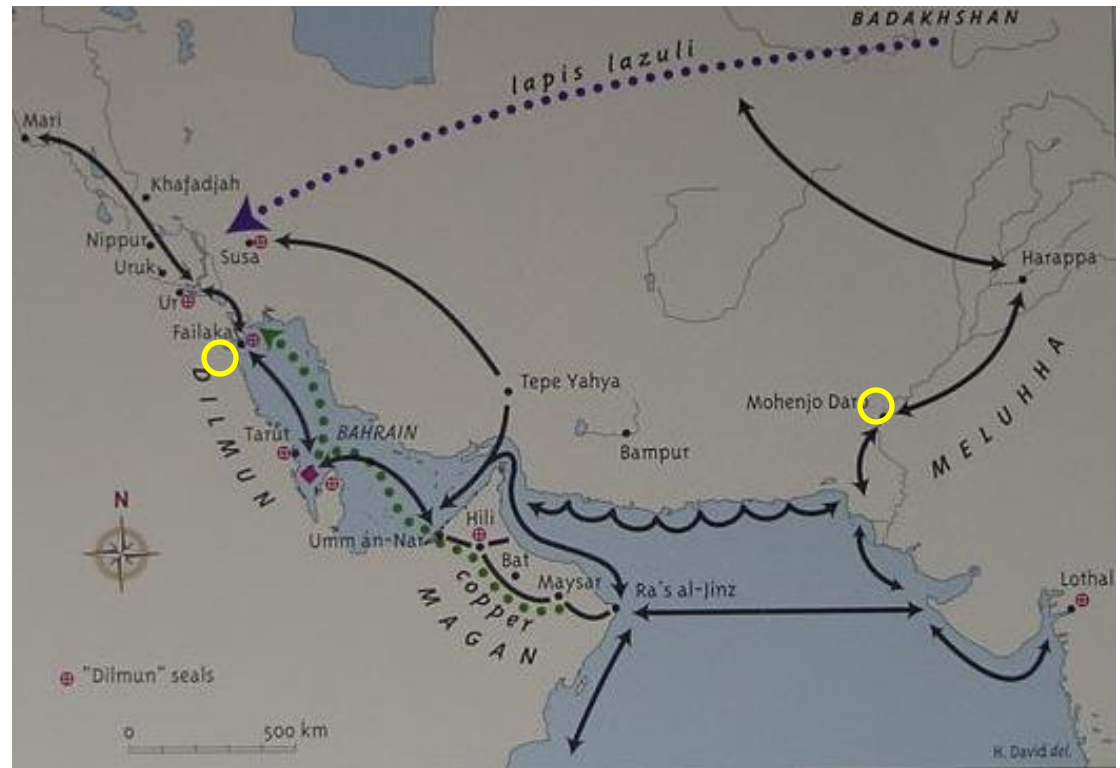 BADAKHSHAN
lapis lazuli
Mari
Khafadjah
Nippur
Susa
Uruk
Harappa
Ur
Failaka
DILMUN
Tepe Yahya
Mohenjo Daro
MELUHHA
Tarut
BAHRAIN
Bampur
N
Hili
Umm an-Nar
Bat
copper
Maysar
Ra's al-Jinz
Lothal
MAGAN
"Dilmun" seals
0 500 km
H. David del.